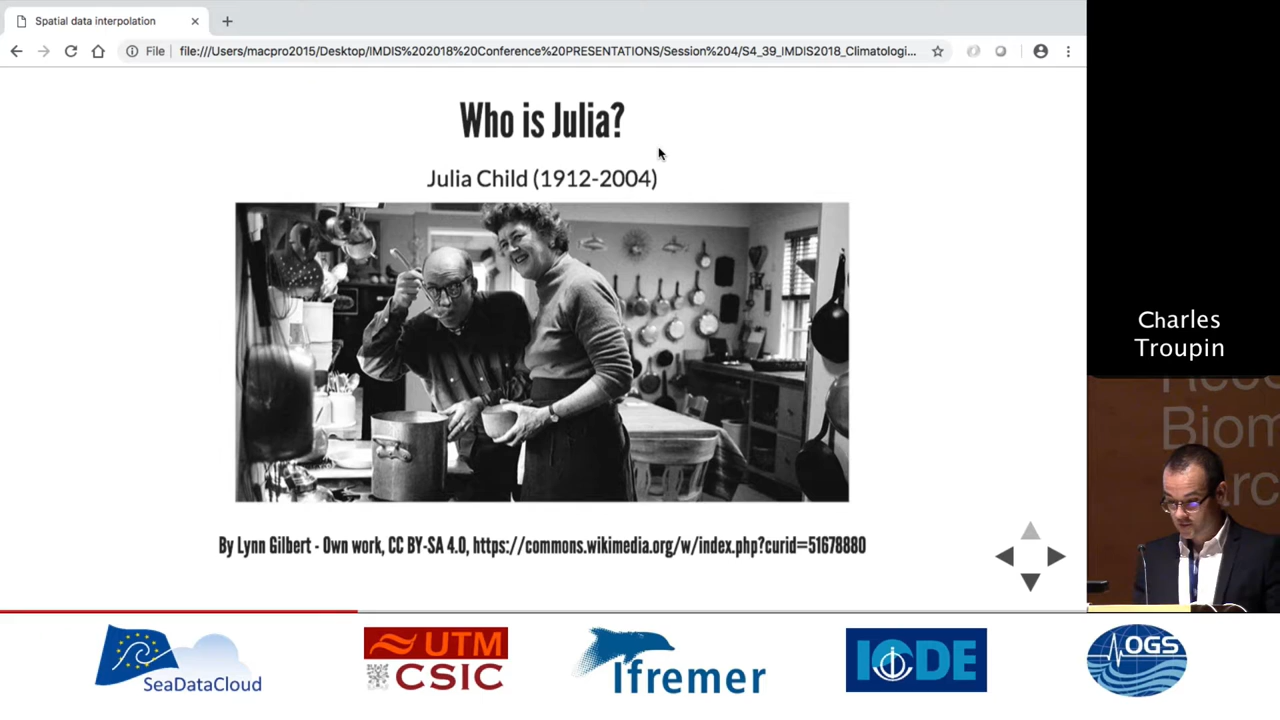 Spatial data interpolation
File
file:///Users/macpro2015/Desktop/IMDIS%202018%20Conference%20PRESENTATIONS/Session%204/S4_39_IMDIS2018_Climatologi...
Who is Julia?
Julia Child (1912-2004)
By Lynn Gilbert - Own work, CC BY-SA 4.0, https://commons.wikimedia.org/w/index.php?curid=51678880
Charles
Troupin
Biom
SeaDataCloud
UTM
CSIC
Ifremer
IODE
OGS